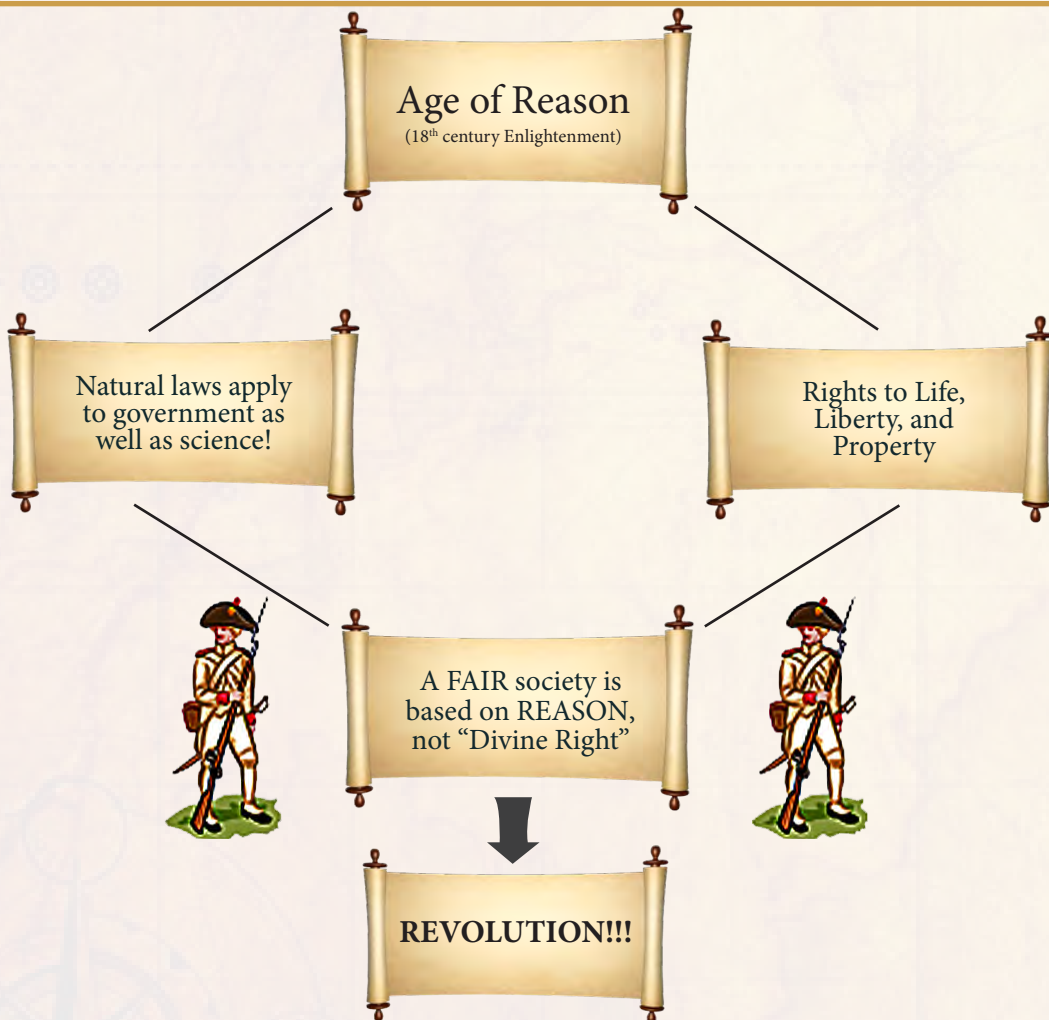 Age of Reason
(18th century Enlightenment)
Natural laws apply
to government as
well as science!
Rights to Life,
Liberty, and
Property
A FAIR society is
based on REASON,
not “Divine Right”
REVOLUTION!!!